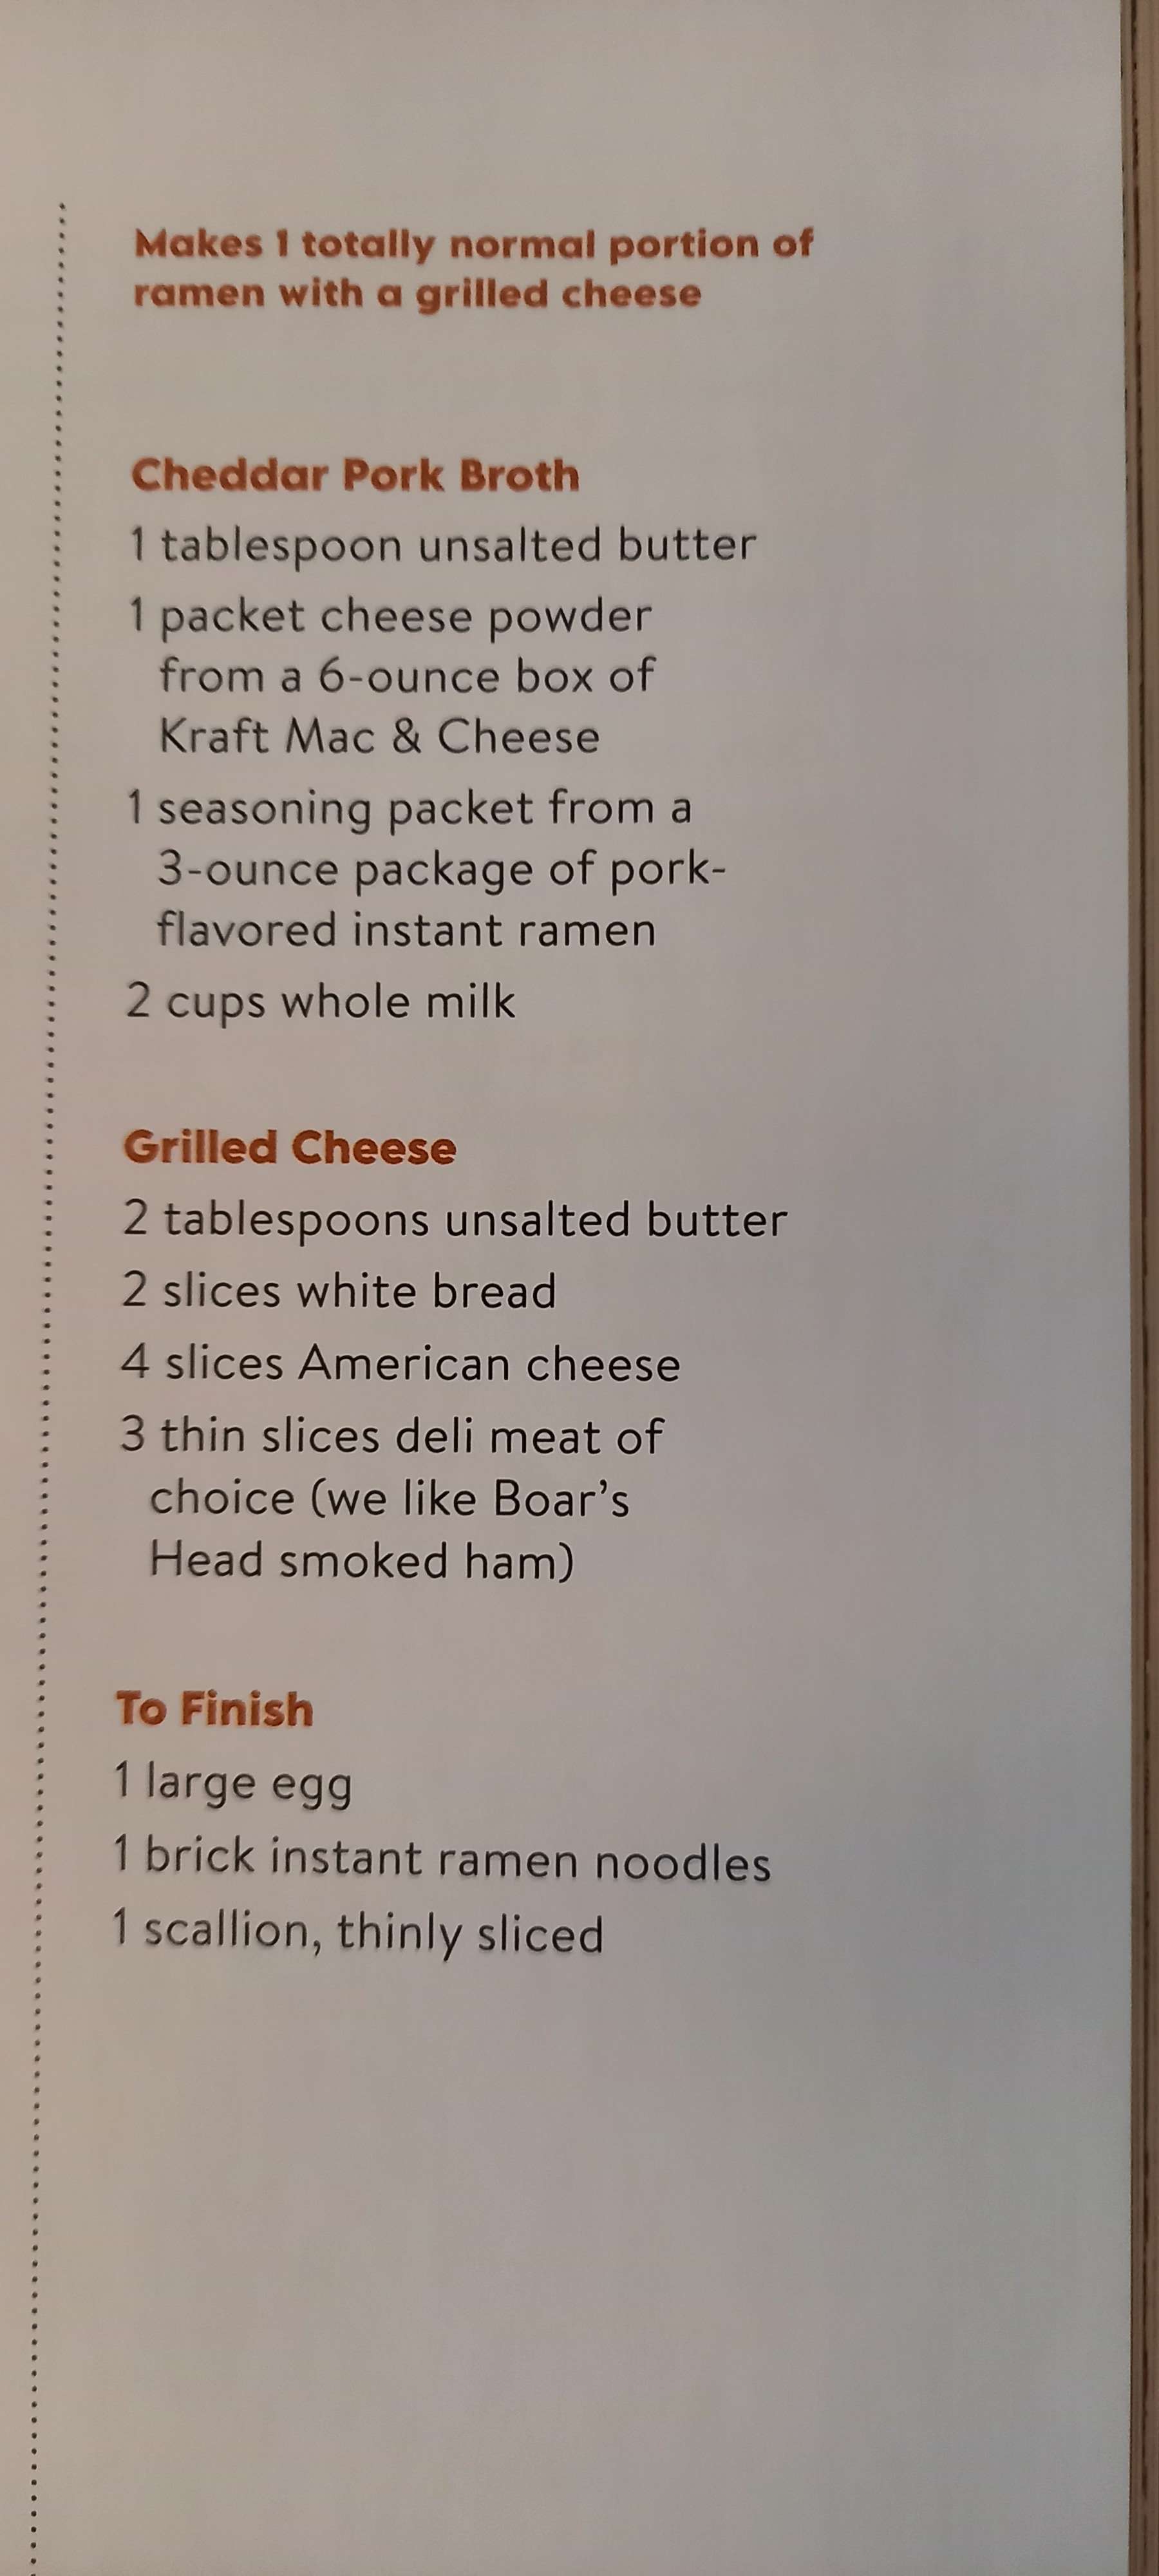 Makes 1 totally normal portion of
ramen with a grilled cheese
Cheddar Pork Broth
1 tablespoon unsalted butter
1 packet cheese powder
from a 6-ounce box of
Kraft Mac & Cheese
1 seasoning packet from a
3-ounce package of pork-
flavored instant ramen
2 cups whole milk
Grilled Cheese
2 tablespoons unsalted butter
2 slices white bread
4 slices American cheese
3 thin slices deli meat of
choice (we like Boar’s
Head smoked ham)
To Finish
1 large egg
1 brick instant ramen noodles
1 scallion, thinly sliced